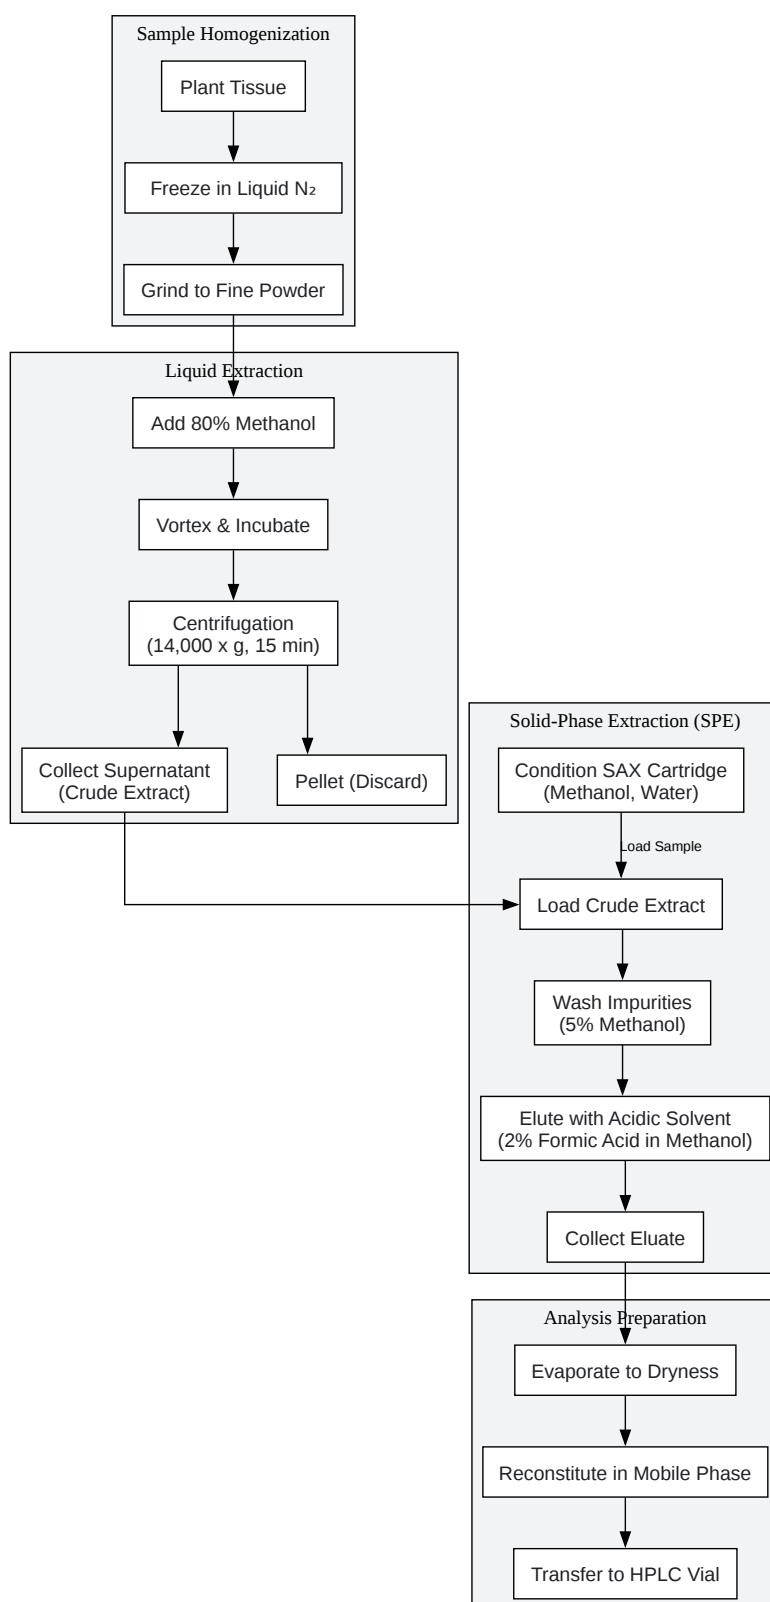 Sample Homogenization
Plant Tissue
Freeze in Liquid N₂
Grind to Fine Powder
Liquid Extraction
Add 80% Methanol
Vortex & Incubate
Centrifugation
(14,000 x g, 15 min)
Collect Supernatant
(Crude Extract)
Pellet (Discard)
Solid-Phase Extraction (SPE)
Condition SAX Cartridge
(Methanol, Water)
Load Sample
Load Crude Extract
Wash Impurities
(5% Methanol)
Elute with Acidic Solvent
(2% Formic Acid in Methanol)
Collect Eluate
Analysis Preparation
Evaporate to Dryness
Reconstitute in Mobile Phase
Transfer to HPLC Vial